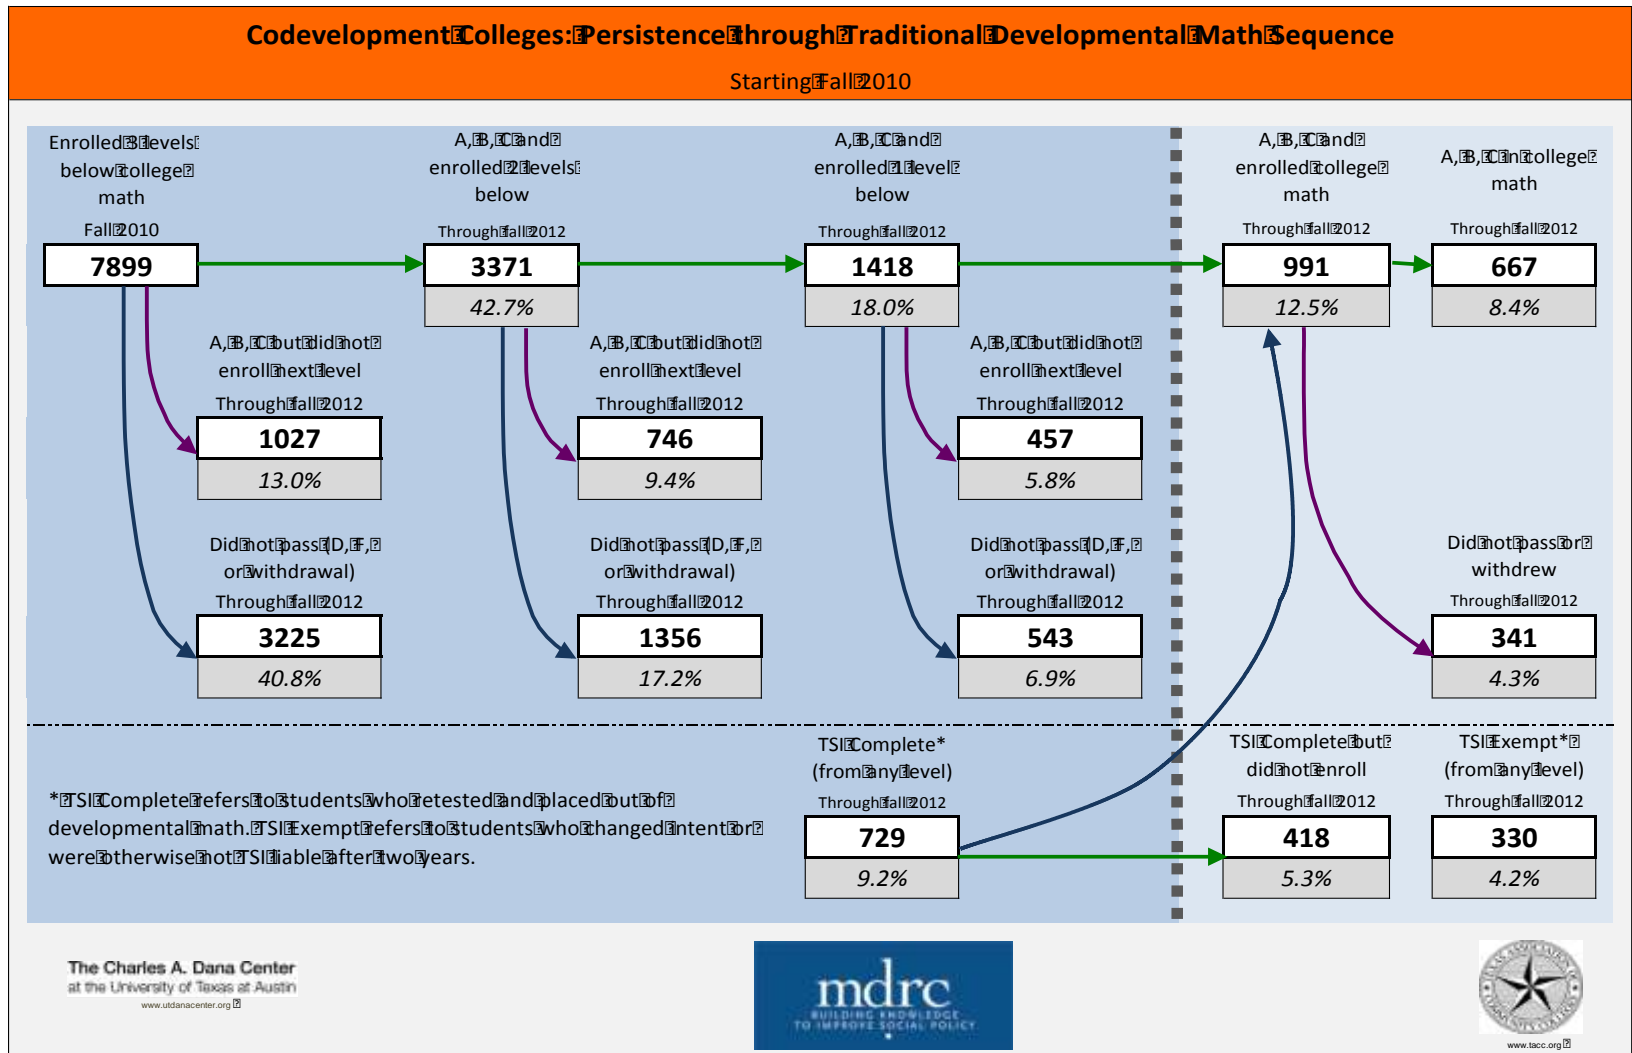 Codevelopment Colleges: Persistence through Traditional Developmental Math Sequence
Starting Fall 2010
Enrolled 3 levels
below college
math
Fall 2010
7899
A, B, C and
enrolled 2 levels
below
Through fall 2012
3371
42.7%
A, B, C and
enrolled 1 level
below
Through fall 2012
1418
18.0%
A, B, C and
enrolled college
math
Through fall 2012
991
12.5%
A, B, C in college
math
Through fall 2012
667
8.4%
A, B, C but did not
enroll next level
Through fall 2012
1027
13.0%
A, B, C but did not
enroll next level
Through fall 2012
746
9.4%
A, B, C but did not
enroll next level
Through fall 2012
457
5.8%
Did not pass (D, F,
or withdrawal)
Through fall 2012
3225
40.8%
Did not pass (D, F,
or withdrawal)
Through fall 2012
1356
17.2%
Did not pass (D, F,
or withdrawal)
Through fall 2012
543
6.9%
Did not pass or
withdrew
Through fall 2012
341
4.3%
* TSI Complete refers to students who retested and placed out of
developmental math. TSI Exempt refers to students who changed intent or
were otherwise not TSI liable after two years.
TSI Complete*
(from any level)
Through fall 2012
729
9.2%
TSI Complete but
did not enroll
Through fall 2012
418
5.3%
TSI Exempt*
(from any level)
Through fall 2012
330
4.2%
The Charles A. Dana Center
at the University of Texas at Austin
www.utdanacenter.org
mdrc
BUILDING KNOWLEDGE
TO IMPROVE SOCIAL POLICY
TEXAS ASSOCIATION OF
COMMUNITY COLLEGES
www.tacc.org